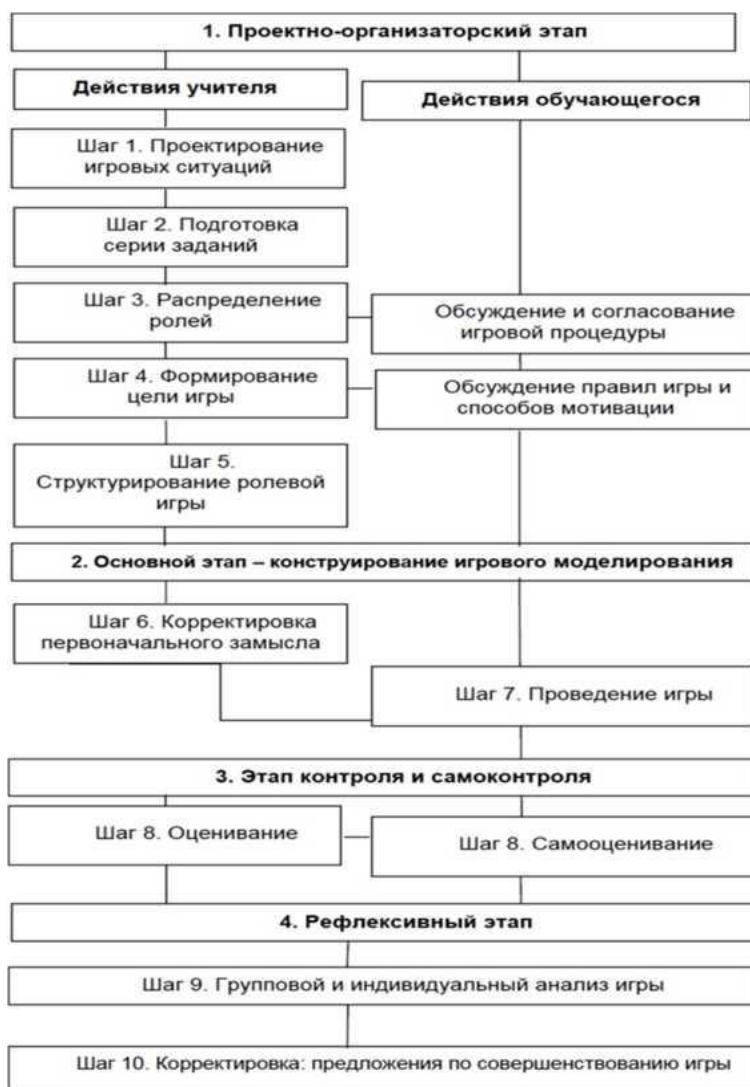 1. Проектно-организаторский этап
Действия учителя
Действия обучающегося
Шаг 1. Проектирование
игровых ситуаций
Шаг 2. Подготовка
серии заданий
Шаг 3. Распределение
ролей
Обсуждение и согласование
игровой процедуры
Шаг 4. Формирование
цели игры
Обсуждение правил игры и
способов мотивации
Шаг 5.
Структурирование ролевой
игры
2. Основной этап – конструирование игрового моделирования
Шаг 6. Корректировка
первоначального замысла
Шаг 7. Проведение игры
3. Этап контроля и самоконтроля
Шаг 8. Оценивание
Шаг 8. Самооценивание
4. Рефлексивный этап
Шаг 9. Групповой и индивидуальный анализ игры
Шаг 10. Корректировка: предложения по совершенствованию игры